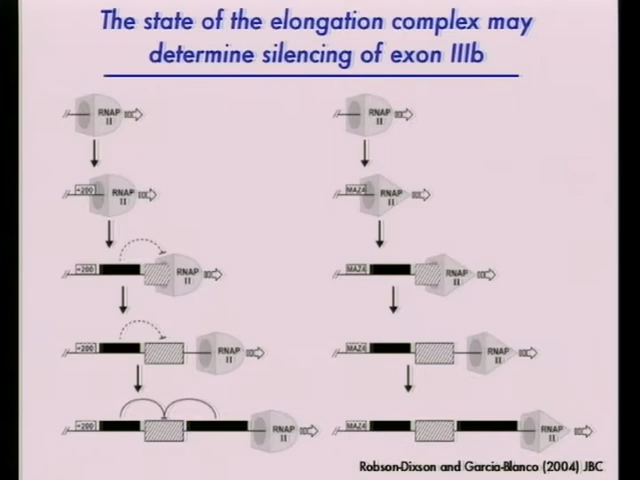 The state of the elongation complex may
determine silencing of exon IIIb
RNAP II
RNAP II
+200 RNAP II
MAZ4 RNAP II
+200 RNAP II
MAZ4 RNAP II
+200 RNAP II
MAZ4 RNAP II
+200 RNAP II
MAZ4 RNAP II
Robson-Dixson and Garcia-Blanco (2004) JBC